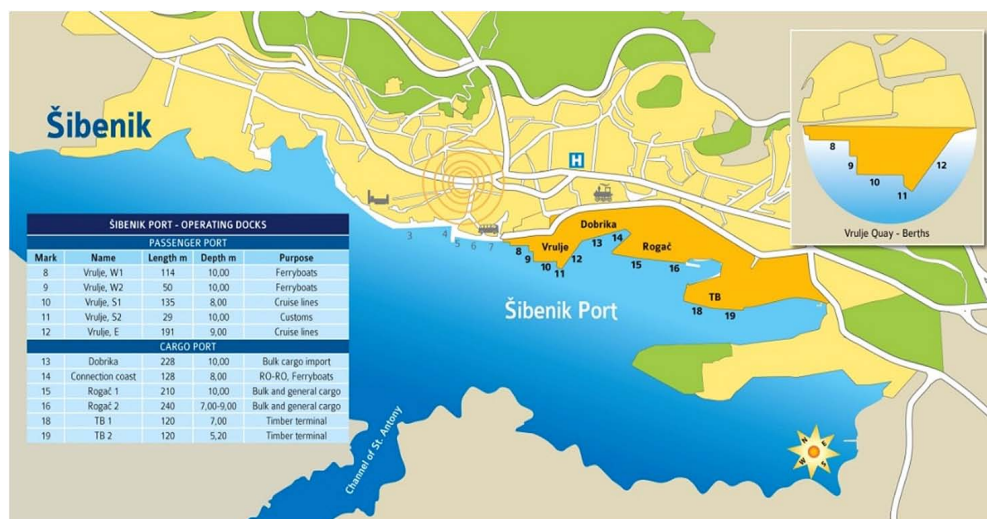 Šibenik
ŠIBENIK PORT - OPERATING DOCKS
PASSENGER PORT
Mark Name Length m Depth m Purpose
8 Vrulje, W1 114 10,00 Ferryboats
9 Vrulje, W2 50 10,00 Ferryboats
10 Vrulje, S1 135 8,00 Cruise lines
11 Vrulje, S2 29 10,00 Customs
12 Vrulje, E 191 9,00 Cruise lines
CARGO PORT
13 Dobrika 228 10,00 Bulk cargo import
14 Connection coast 128 8,00 RO-RO, Ferryboats
15 Rogač 1 210 10,00 Bulk and general cargo
16 Rogač 2 240 7,00-9,00 Bulk and general cargo
18 TB 1 120 7,00 Timber terminal
19 TB 2 120 5,20 Timber terminal
H
3
4
5
6
7
8
9
10
11
12
Vrulje
Dobrika
13
14
Rogač
15
16
TB
18
19
Šibenik Port
Channel of St. Antony
8
9
10
11
12
Vrulje Quay - Berths
N
E
S
W